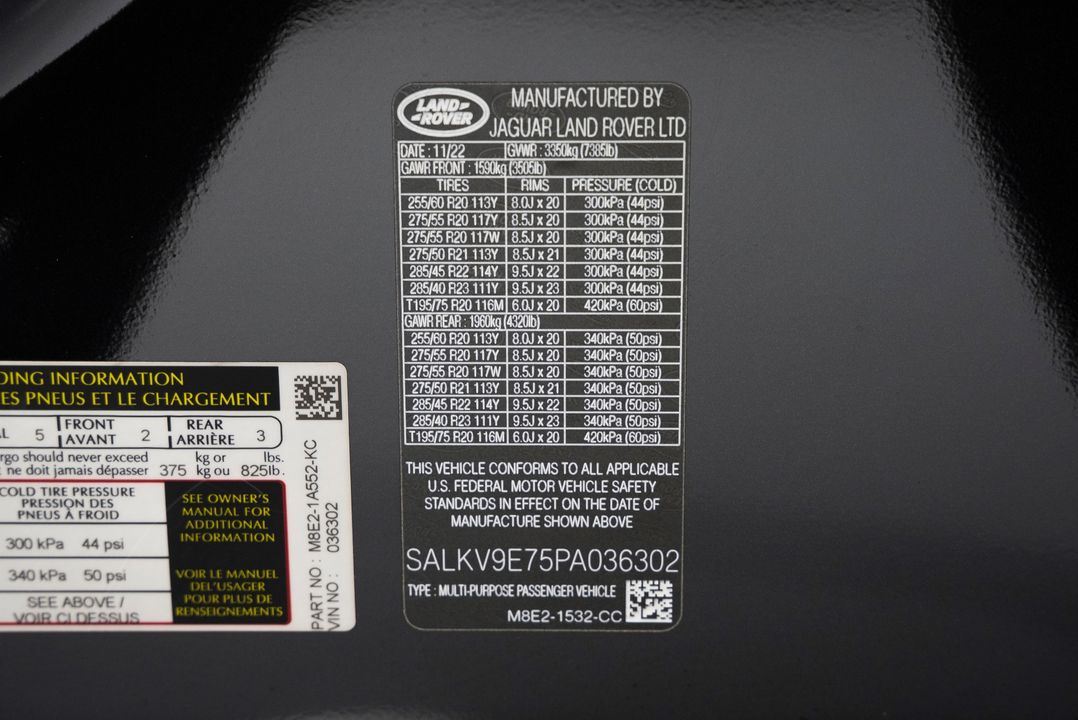 LAND-
-ROVER
MANUFACTURED BY
JAGUAR LAND ROVER LTD
DATE : 11/22 GVWR : 3350kg (7385lb)
GAWR FRONT : 1590kg (3505lb)
TIRES RIMS PRESSURE (COLD)
255/60 R20 113Y 8.0J x 20 300kPa (44psi)
275/55 R20 117Y 8.5J x 20 300kPa (44psi)
275/55 R20 117W 8.5J x 20 300kPa (44psi)
275/50 R21 113Y 8.5J x 21 300kPa (44psi)
285/45 R22 114Y 9.5J x 22 300kPa (44psi)
285/40 R23 111Y 9.5J x 23 300kPa (44psi)
T195/75 R20 116M 6.0J x 20 420kPa (60psi)
GAWR REAR : 1960kg (4320lb)
255/60 R20 113Y 8.0J x 20 340kPa (50psi)
275/55 R20 117Y 8.5J x 20 340kPa (50psi)
275/55 R20 117W 8.5J x 20 340kPa (50psi)
275/50 R21 113Y 8.5J x 21 340kPa (50psi)
285/45 R22 114Y 9.5J x 22 340kPa (50psi)
285/40 R23 111Y 9.5J x 23 340kPa (50psi)
T195/75 R20 116M 6.0J x 20 420kPa (60psi)
THIS VEHICLE CONFORMS TO ALL APPLICABLE
U.S. FEDERAL MOTOR VEHICLE SAFETY
STANDARDS IN EFFECT ON THE DATE OF
MANUFACTURE SHOWN ABOVE
SALKV9E75PA036302
TYPE : MULTI-PURPOSE PASSENGER VEHICLE
M8E2-1532-CC
DING INFORMATION
ES PNEUS ET LE CHARGEMENT
L 5 FRONT AVANT 2 REAR ARRIÈRE 3
rgo should never exceed kg or lbs.
ne doit jamais dépasser 375 kg ou 825lb.
COLD TIRE PRESSURE
PRESSION DES
PNEUS À FROID
300 kPa 44 psi
340 kPa 50 psi
SEE ABOVE /
VOIR CI DESSUS
SEE OWNER'S
MANUAL FOR
ADDITIONAL
INFORMATION
VOIR LE MANUEL
DEL'USAGER
POUR PLUS DE
RENSEIGNEMENTS
PART NO : M8E2-1A552-KC
VIN NO : 036302